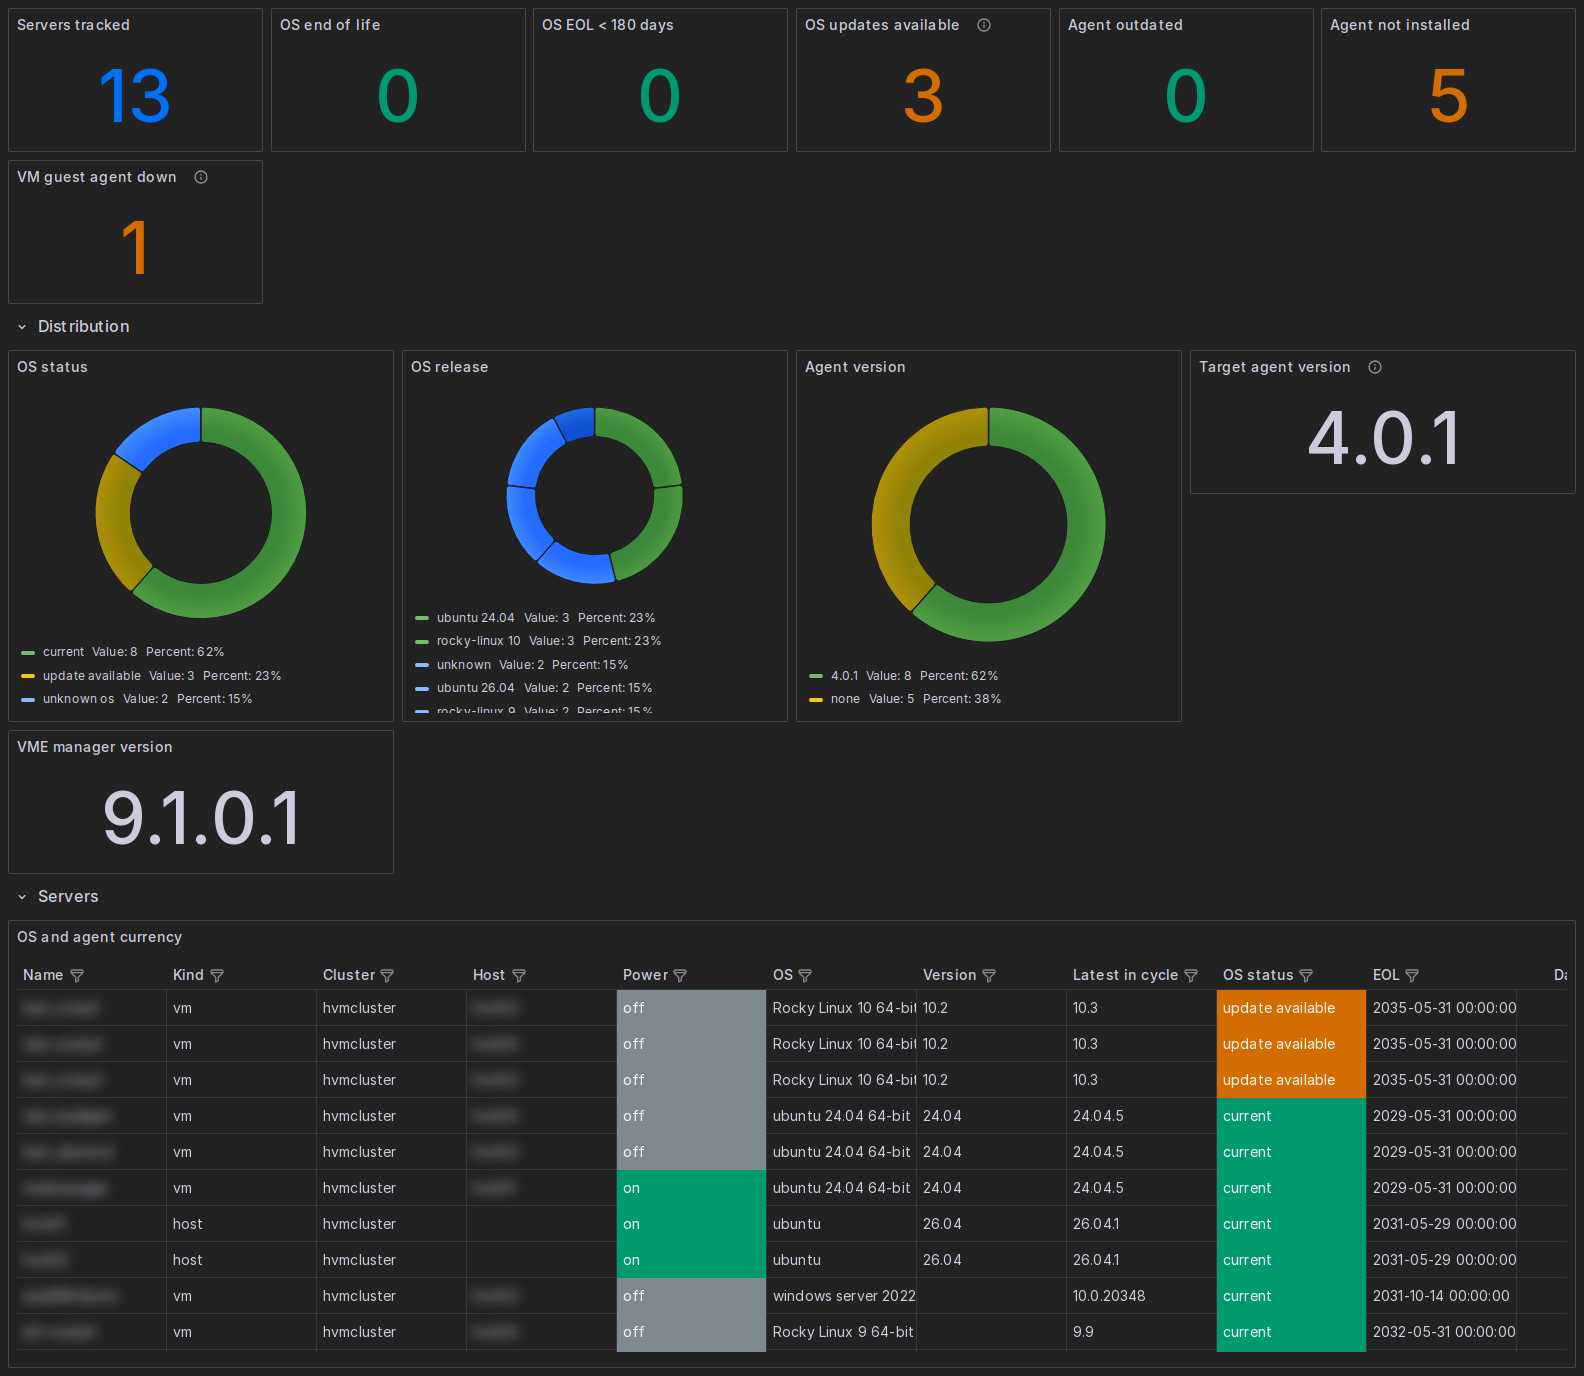 Servers tracked
OS end of life
OS EOL < 180 days
OS updates available
Agent outdated
Agent not installed
13
0
0
3
0
5
VM guest agent down
1
Distribution
OS status
OS release
Agent version
Target agent version
4.0.1
current Value: 8 Percent: 62%
update available Value: 3 Percent: 23%
unknown os Value: 2 Percent: 15%
ubuntu 24.04 Value: 3 Percent: 23%
rocky-linux 10 Value: 3 Percent: 23%
unknown Value: 2 Percent: 15%
ubuntu 26.04 Value: 2 Percent: 15%
rocky-linux 9 Value: 2 Percent: 15%
4.0.1 Value: 8 Percent: 62%
none Value: 5 Percent: 38%
VME manager version
9.1.0.1
Servers
OS and agent currency
Name Kind Cluster Host Power OS Version Latest in cycle OS status EOL Da
vm hvmcluster off Rocky Linux 10 64-bit 10.2 10.3 update available 2035-05-31 00:00:00
vm hvmcluster off Rocky Linux 10 64-bit 10.2 10.3 update available 2035-05-31 00:00:00
vm hvmcluster off Rocky Linux 10 64-bit 10.2 10.3 update available 2035-05-31 00:00:00
vm hvmcluster off ubuntu 24.04 64-bit 24.04 24.04.5 current 2029-05-31 00:00:00
vm hvmcluster off ubuntu 24.04 64-bit 24.04 24.04.5 current 2029-05-31 00:00:00
vm hvmcluster on ubuntu 24.04 64-bit 24.04 24.04.5 current 2029-05-31 00:00:00
host hvmcluster on ubuntu 26.04 26.04.1 current 2031-05-29 00:00:00
host hvmcluster on ubuntu 26.04 26.04.1 current 2031-05-29 00:00:00
vm hvmcluster off windows server 2022 10.0.20348 current 2031-10-14 00:00:00
vm hvmcluster off Rocky Linux 9 64-bit 9.9 current 2032-05-31 00:00:00